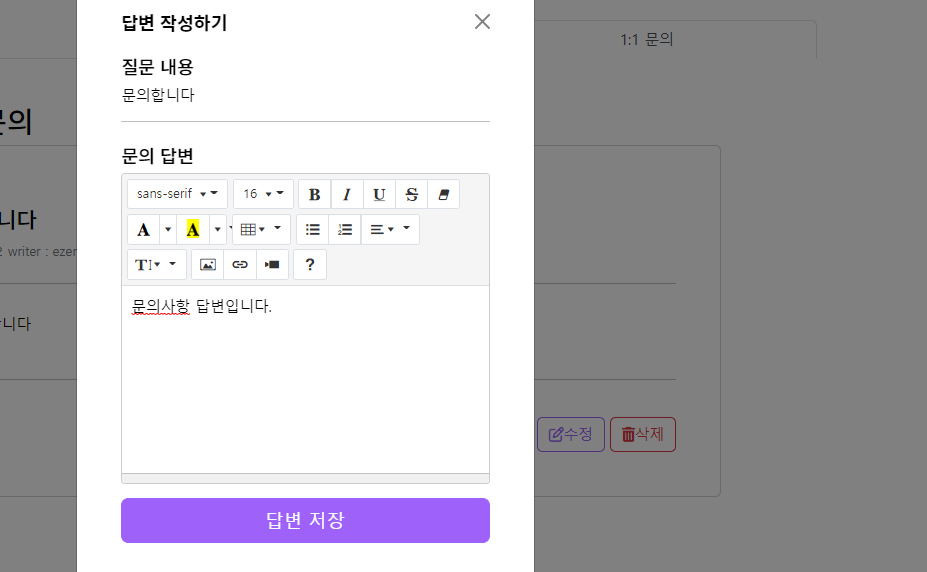 답변 작성하기
1:1 문의
질문 내용
문의합니다
문의
문의 답변
sans-serif
16
B I U S
A A
니다
writer : ezen
T
?
문의사항 답변입니다.
니다
수정
삭제
답변 저장